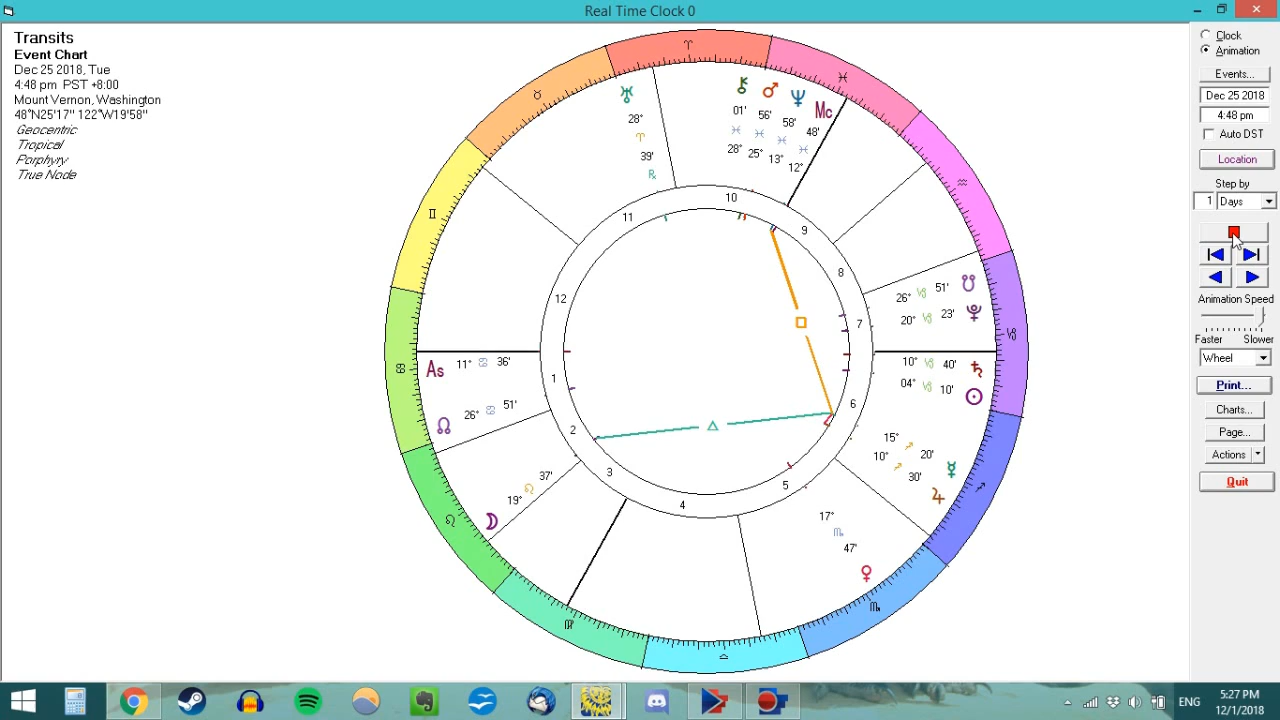 Real Time Clock 0
Transits
Event Chart
Dec 25 2018, Tue
4:48 pm PST +8:00
Mount Vernon, Washington
48°N25'17" 122°W19'58"
Geocentric
Tropical
Porphyry
True Node
♈
♓
♒
♑
♐
♏
♎
♍
♌
♋
♊
♉
♅
28°
♈
39'
℞
⚷
01'
♓
28°
♂
56'
♓
25°
♆
58'
♓
13°
Mc
48'
♓
12°
26° ♑ 51' ☋
20° ♑ 23' ♇
10° ♑ 40' ♄
04° ♑ 10' ☉
15° ♐ 20' ☿
10° ♐ 30' ♃
17°
♏
47'
♀
As 11° ♋ 36'
☊ 26° ♋ 51'
☽ 19° ♌ 37'
1
2
3
4
5
6
7
8
9
10
11
12
Clock
Animation
Events...
Dec 25 2018
4:48 pm
Auto DST
Location
Step by
1 Days
Animation Speed
Faster Slower
Wheel
Print...
Charts...
Page...
Actions
Quit
ENG
5:27 PM
12/1/2018